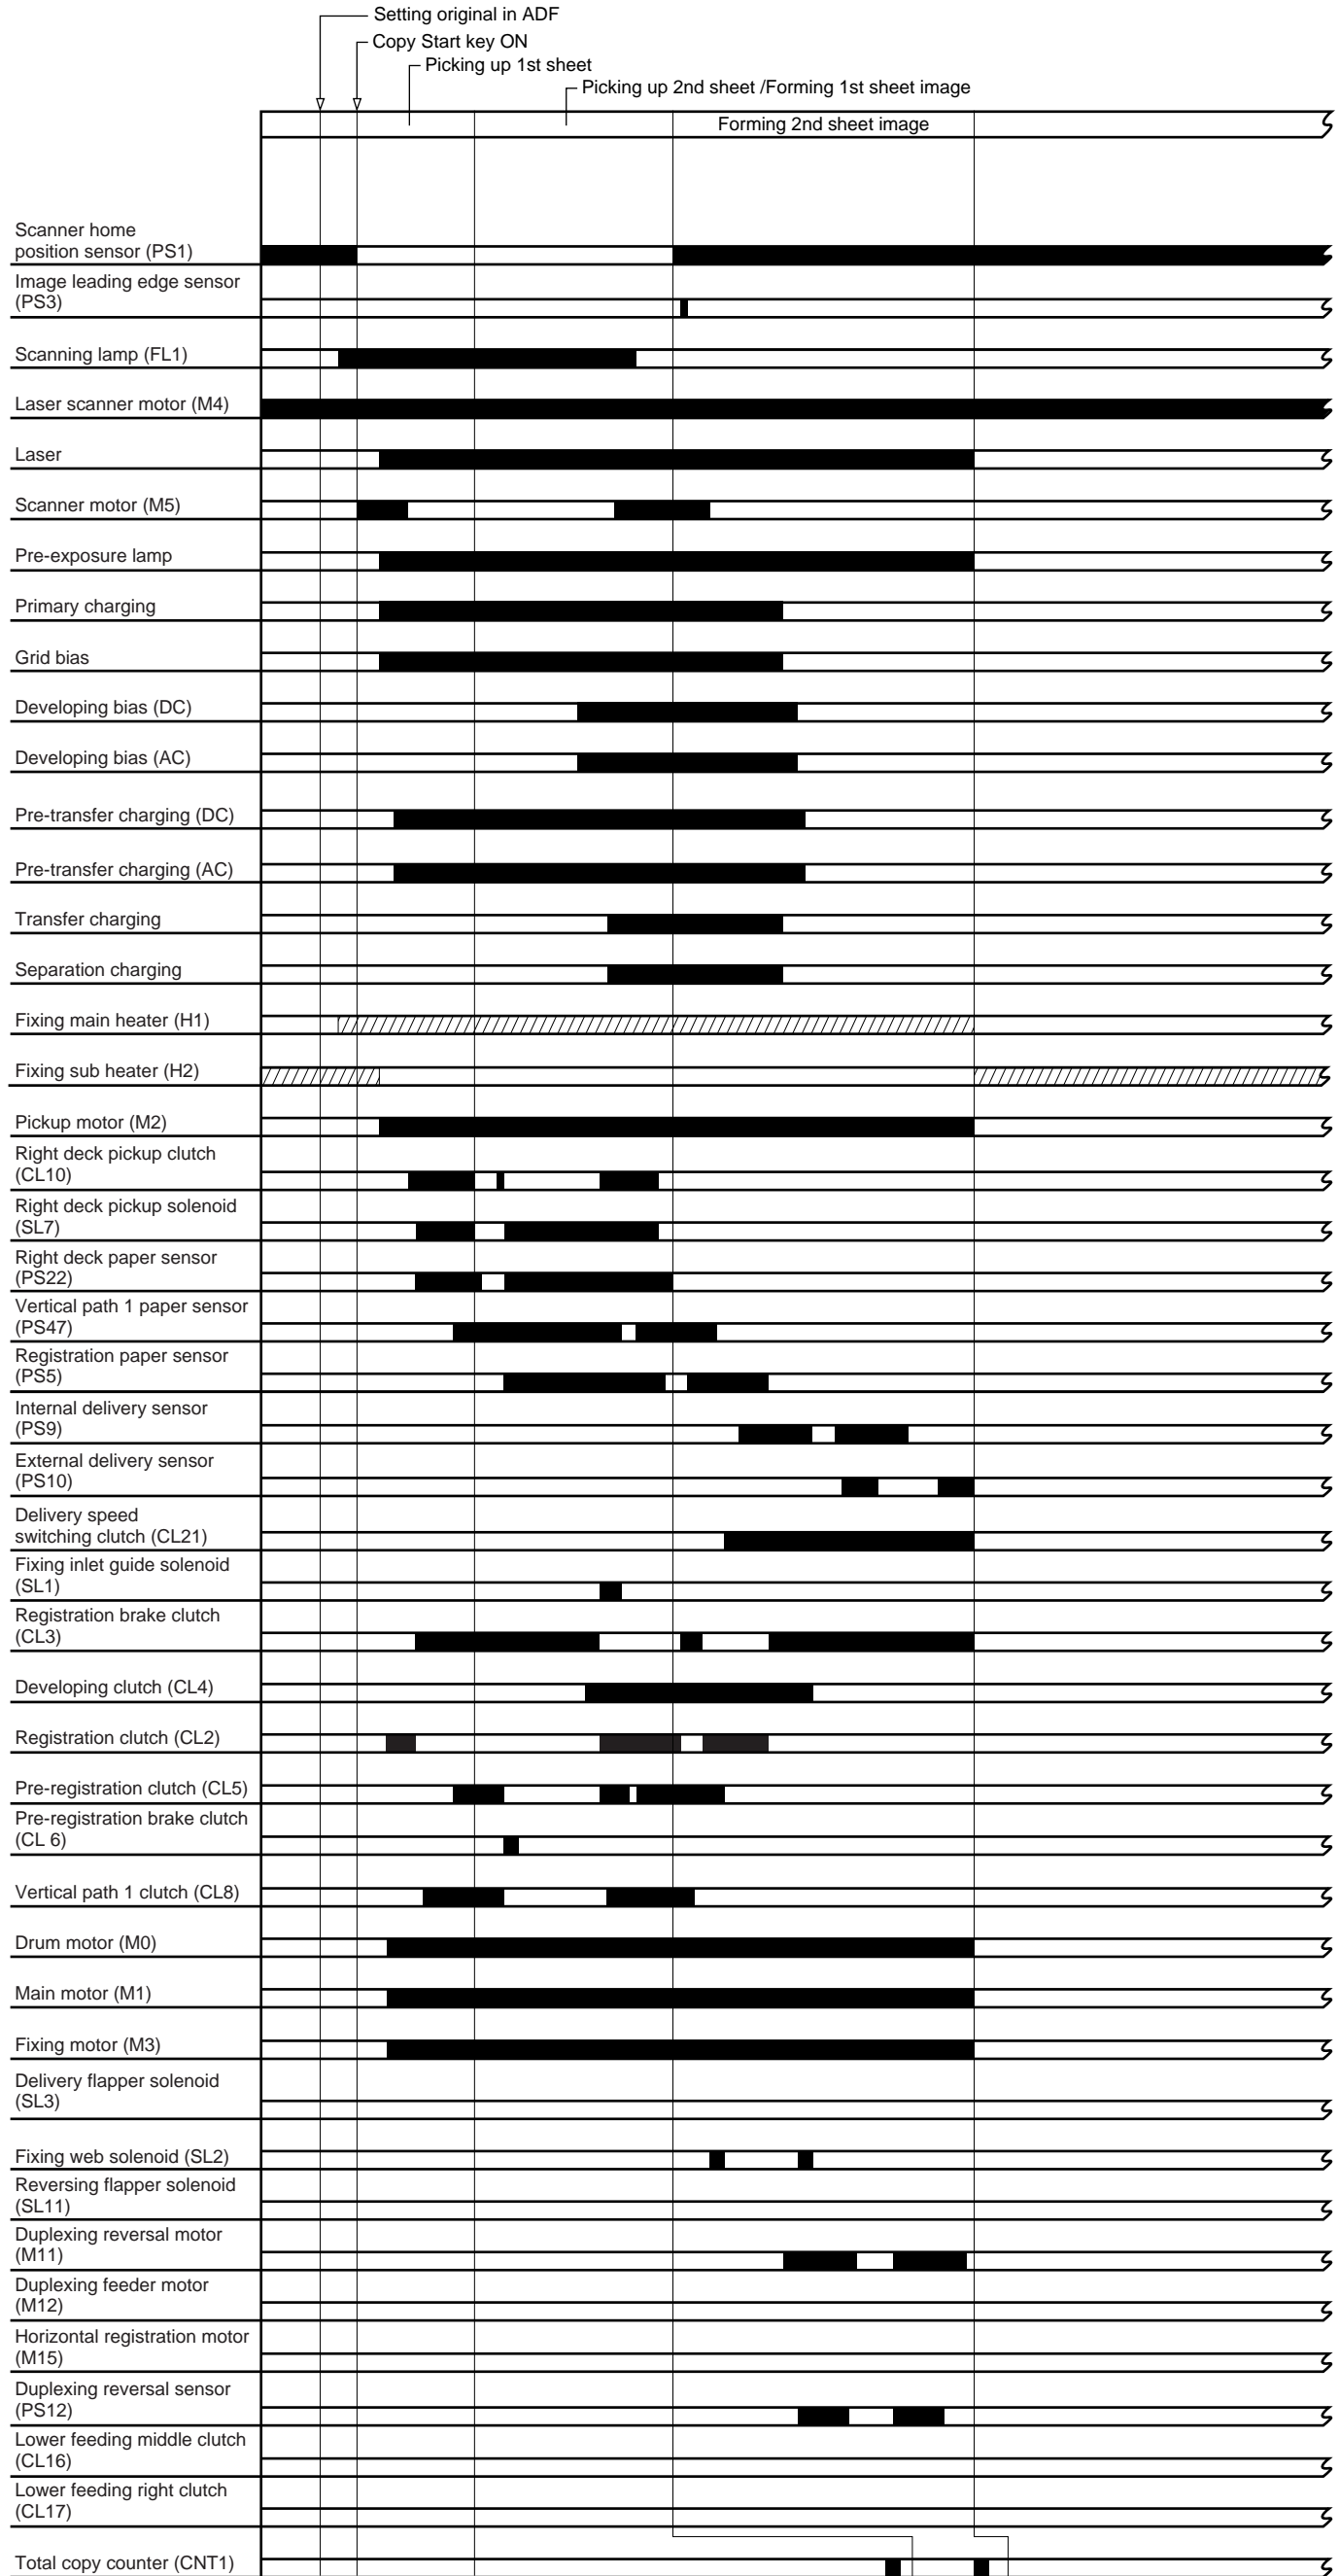 Setting original in ADF
Copy Start key ON
Picking up 1st sheet
Picking up 2nd sheet /Forming 1st sheet image
Forming 2nd sheet image
Scanner home
position sensor (PS1)
Image leading edge sensor
(PS3)
Scanning lamp (FL1)
Laser scanner motor (M4)
Laser
Scanner motor (M5)
Pre-exposure lamp
Primary charging
Grid bias
Developing bias (DC)
Developing bias (AC)
Pre-transfer charging (DC)
Pre-transfer charging (AC)
Transfer charging
Separation charging
Fixing main heater (H1)
Fixing sub heater (H2)
Pickup motor (M2)
Right deck pickup clutch
(CL10)
Right deck pickup solenoid
(SL7)
Right deck paper sensor
(PS22)
Vertical path 1 paper sensor
(PS47)
Registration paper sensor
(PS5)
Internal delivery sensor
(PS9)
External delivery sensor
(PS10)
Delivery speed
switching clutch (CL21)
Fixing inlet guide solenoid
(SL1)
Registration brake clutch
(CL3)
Developing clutch (CL4)
Registration clutch (CL2)
Pre-registration clutch (CL5)
Pre-registration brake clutch
(CL 6)
Vertical path 1 clutch (CL8)
Drum motor (M0)
Main motor (M1)
Fixing motor (M3)
Delivery flapper solenoid
(SL3)
Fixing web solenoid (SL2)
Reversing flapper solenoid
(SL11)
Duplexing reversal motor
(M11)
Duplexing feeder motor
(M12)
Horizontal registration motor
(M15)
Duplexing reversal sensor
(PS12)
Lower feeding middle clutch
(CL16)
Lower feeding right clutch
(CL17)
Total copy counter (CNT1)